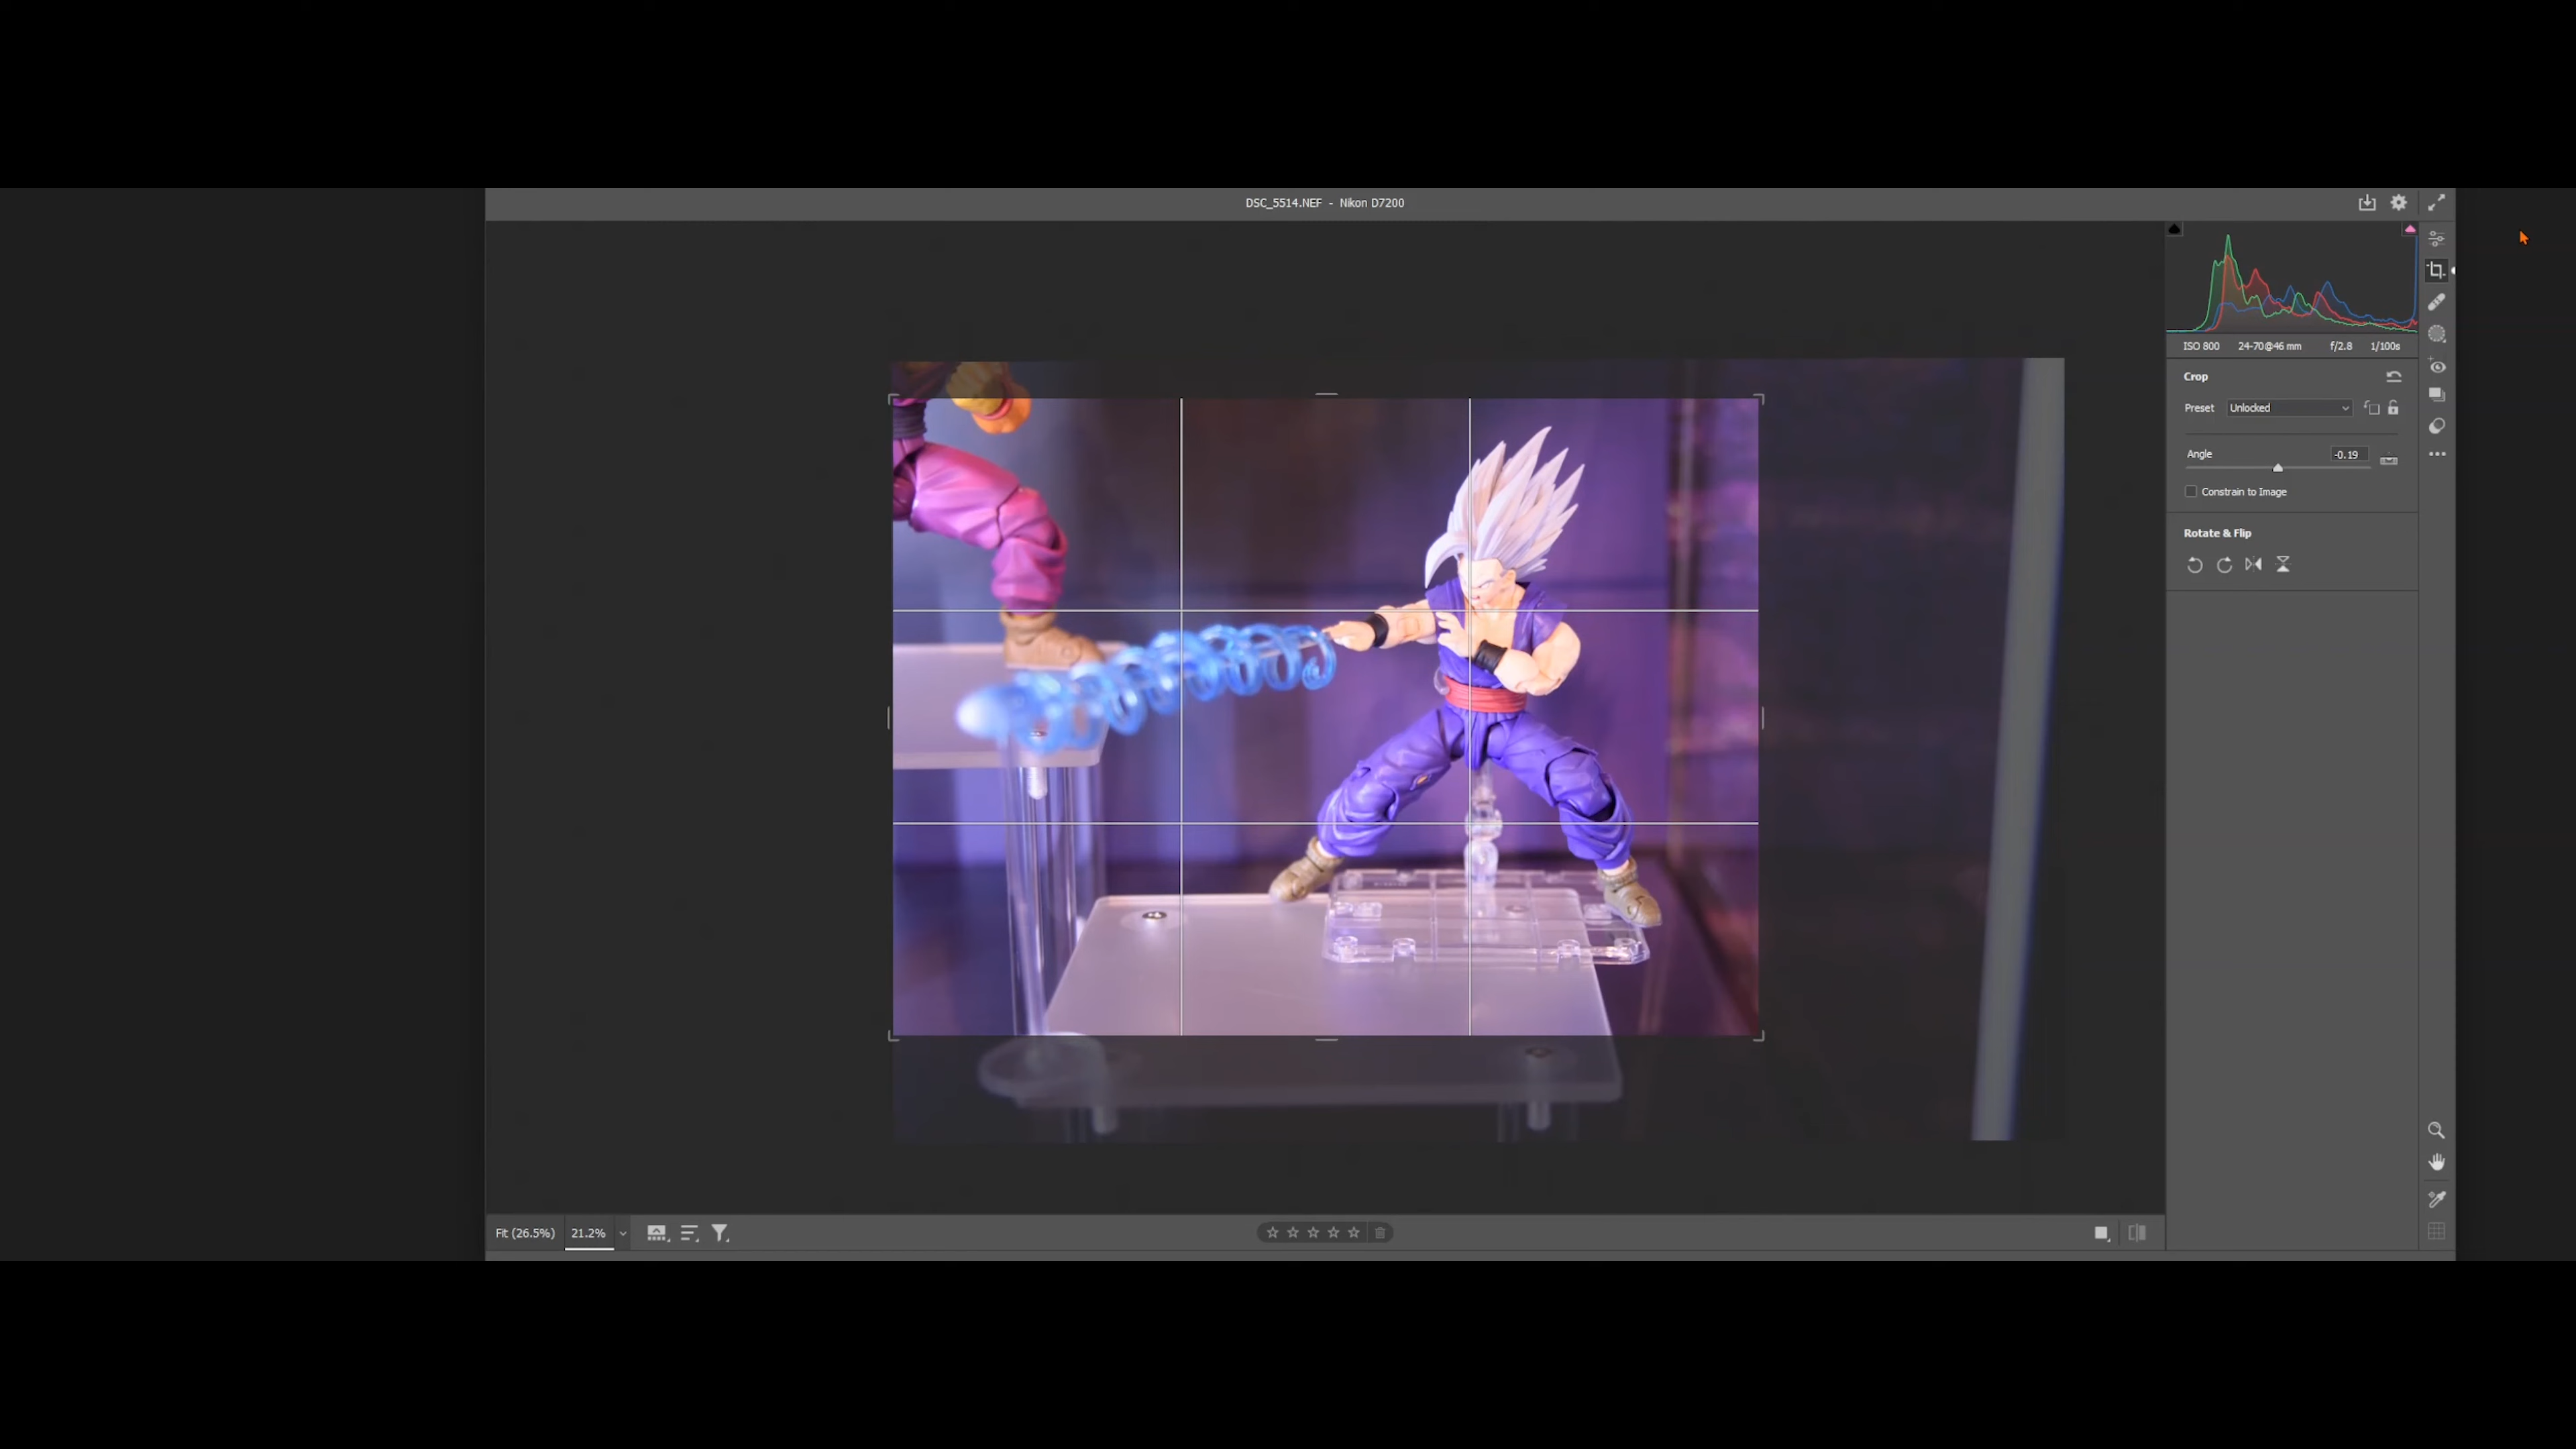 DSC_5514.NEF - Nikon D7200
ISO 800 24-70@46 mm f/2.8 1/100s
Crop
Preset Unlocked
Angle -0.19
Constrain to Image
Rotate & Flip
Fit (26.5%) 21.2%